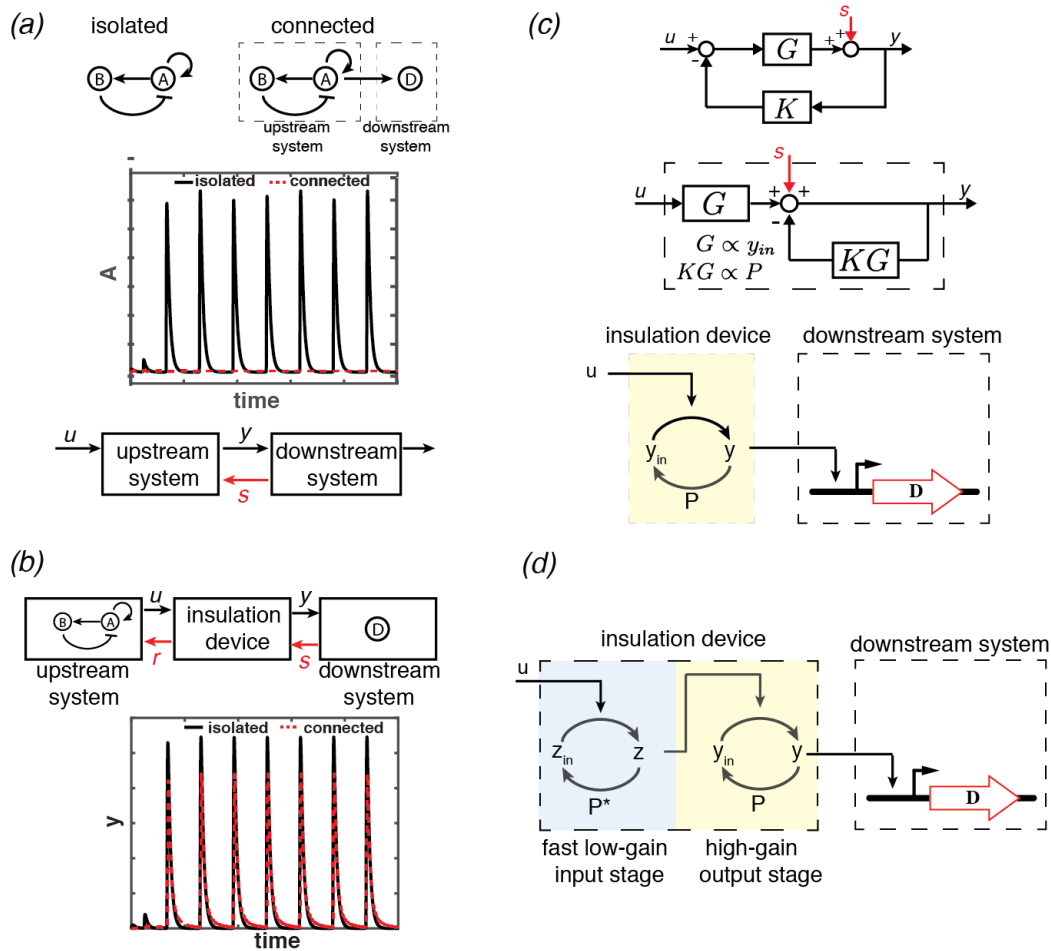 (a)
isolated
connected
B
A
B
A
D
upstream
system
downstream
system
isolated
connected
A
time
u
upstream
system
y
s
downstream
system
(b)
B
A
u
r
insulation
device
y
s
D
upstream
system
downstream
system
isolated
connected
y
time
(c)
u
+
-
G
+
+
s
y
K
u
G
s
+
+
-
y
G ∝ y_in
KG ∝ P
KG
insulation device
downstream system
u
y_in
y
P
D
(d)
insulation device
downstream system
u
z_in
z
P*
y_in
y
P
D
fast low-gain
input stage
high-gain
output stage